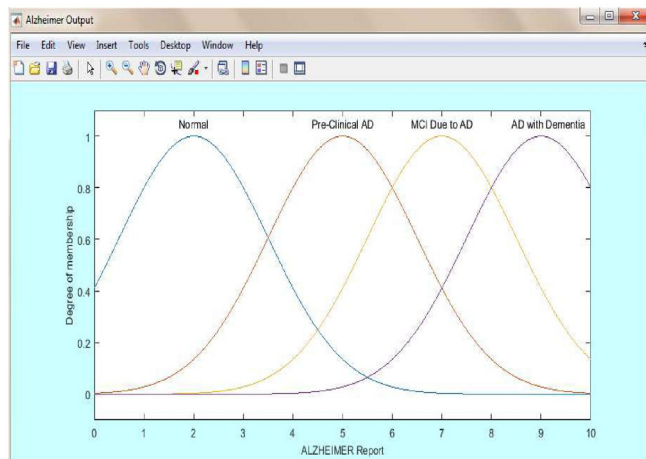 Alzheimer Output
File Edit View Insert Tools Desktop Window Help
Normal Pre-Clinical AD MCI Due to AD AD with Dementia
1
0.8
0.6
0.4
0.2
0
Degree of membership
0 1 2 3 4 5 6 7 8 9 10
ALZHEIMER Report